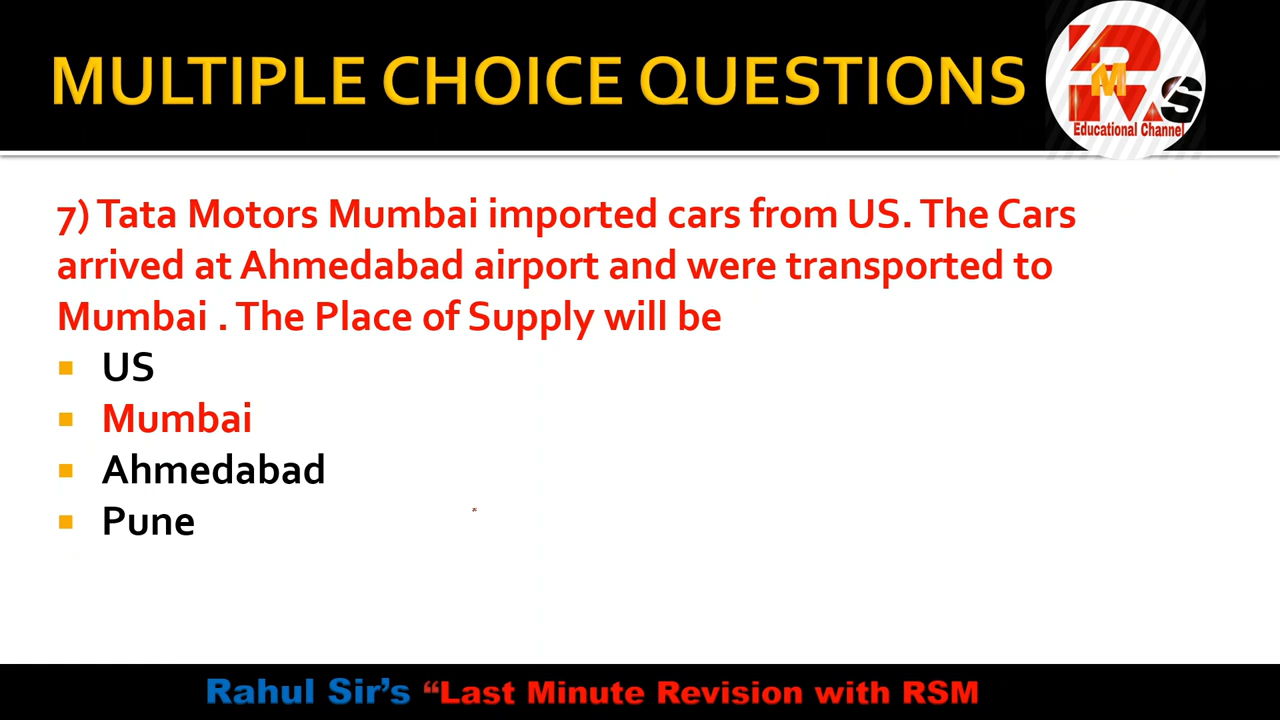 MULTIPLE CHOICE QUESTIONS
RMS
Educational Channel
7) Tata Motors Mumbai imported cars from US. The Cars
arrived at Ahmedabad airport and were transported to
Mumbai . The Place of Supply will be
US
Mumbai
Ahmedabad
Pune
Rahul Sir's “Last Minute Revision with RSM